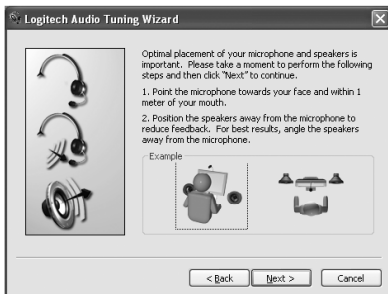 Logitech Audio Tuning Wizard
Optimal placement of your microphone and speakers is
important. Please take a moment to perform the following
steps and then click "Next" to continue.
1. Point the microphone towards your face and within 1
meter of your mouth.
2. Position the speakers away from the microphone to
reduce feedback. For best results, angle the speakers
away from the microphone.
Example
< Back Next > Cancel